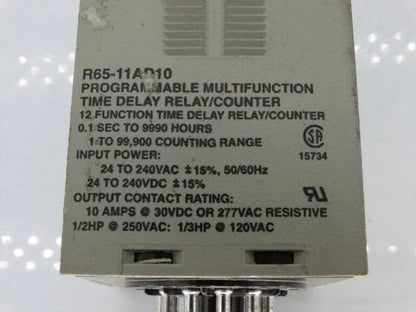 R65-11AD10
PROGRAMMABLE MULTIFUNCTION
TIME DELAY RELAY/COUNTER
12 FUNCTION TIME DELAY RELAY/COUNTER
0.1 SEC TO 9990 HOURS
1 TO 99,900 COUNTING RANGE
INPUT POWER:
15734
24 TO 240VAC ±15%, 50/60Hz
24 TO 240VDC ±15%
OUTPUT CONTACT RATING:
10 AMPS @ 30VDC OR 277VAC RESISTIVE
1/2HP @ 250VAC: 1/3HP @ 120VAC